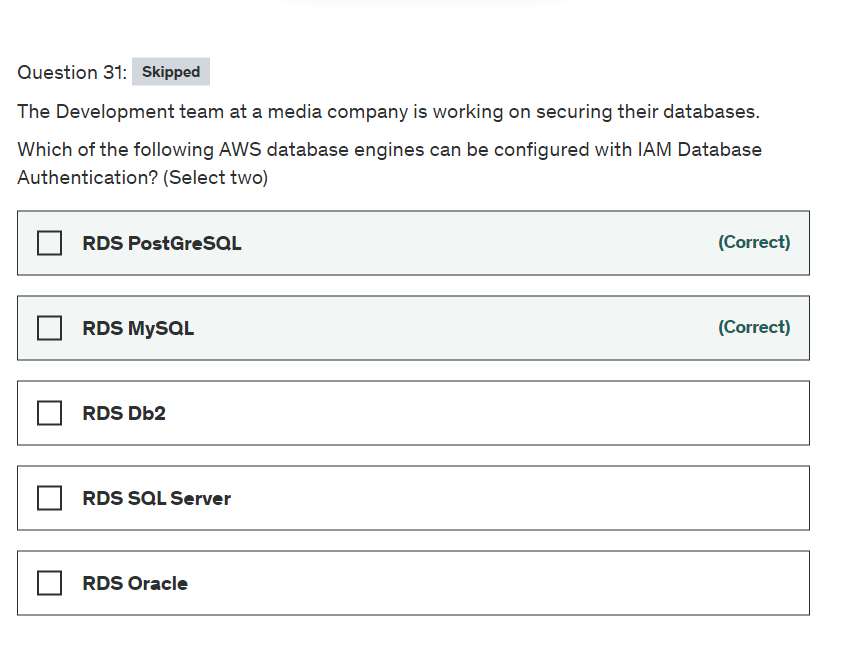 Question 31: Skipped
The Development team at a media company is working on securing their databases.
Which of the following AWS database engines can be configured with IAM Database
Authentication? (Select two)
RDS PostGreSQL (Correct)
RDS MySQL (Correct)
RDS Db2
RDS SQL Server
RDS Oracle